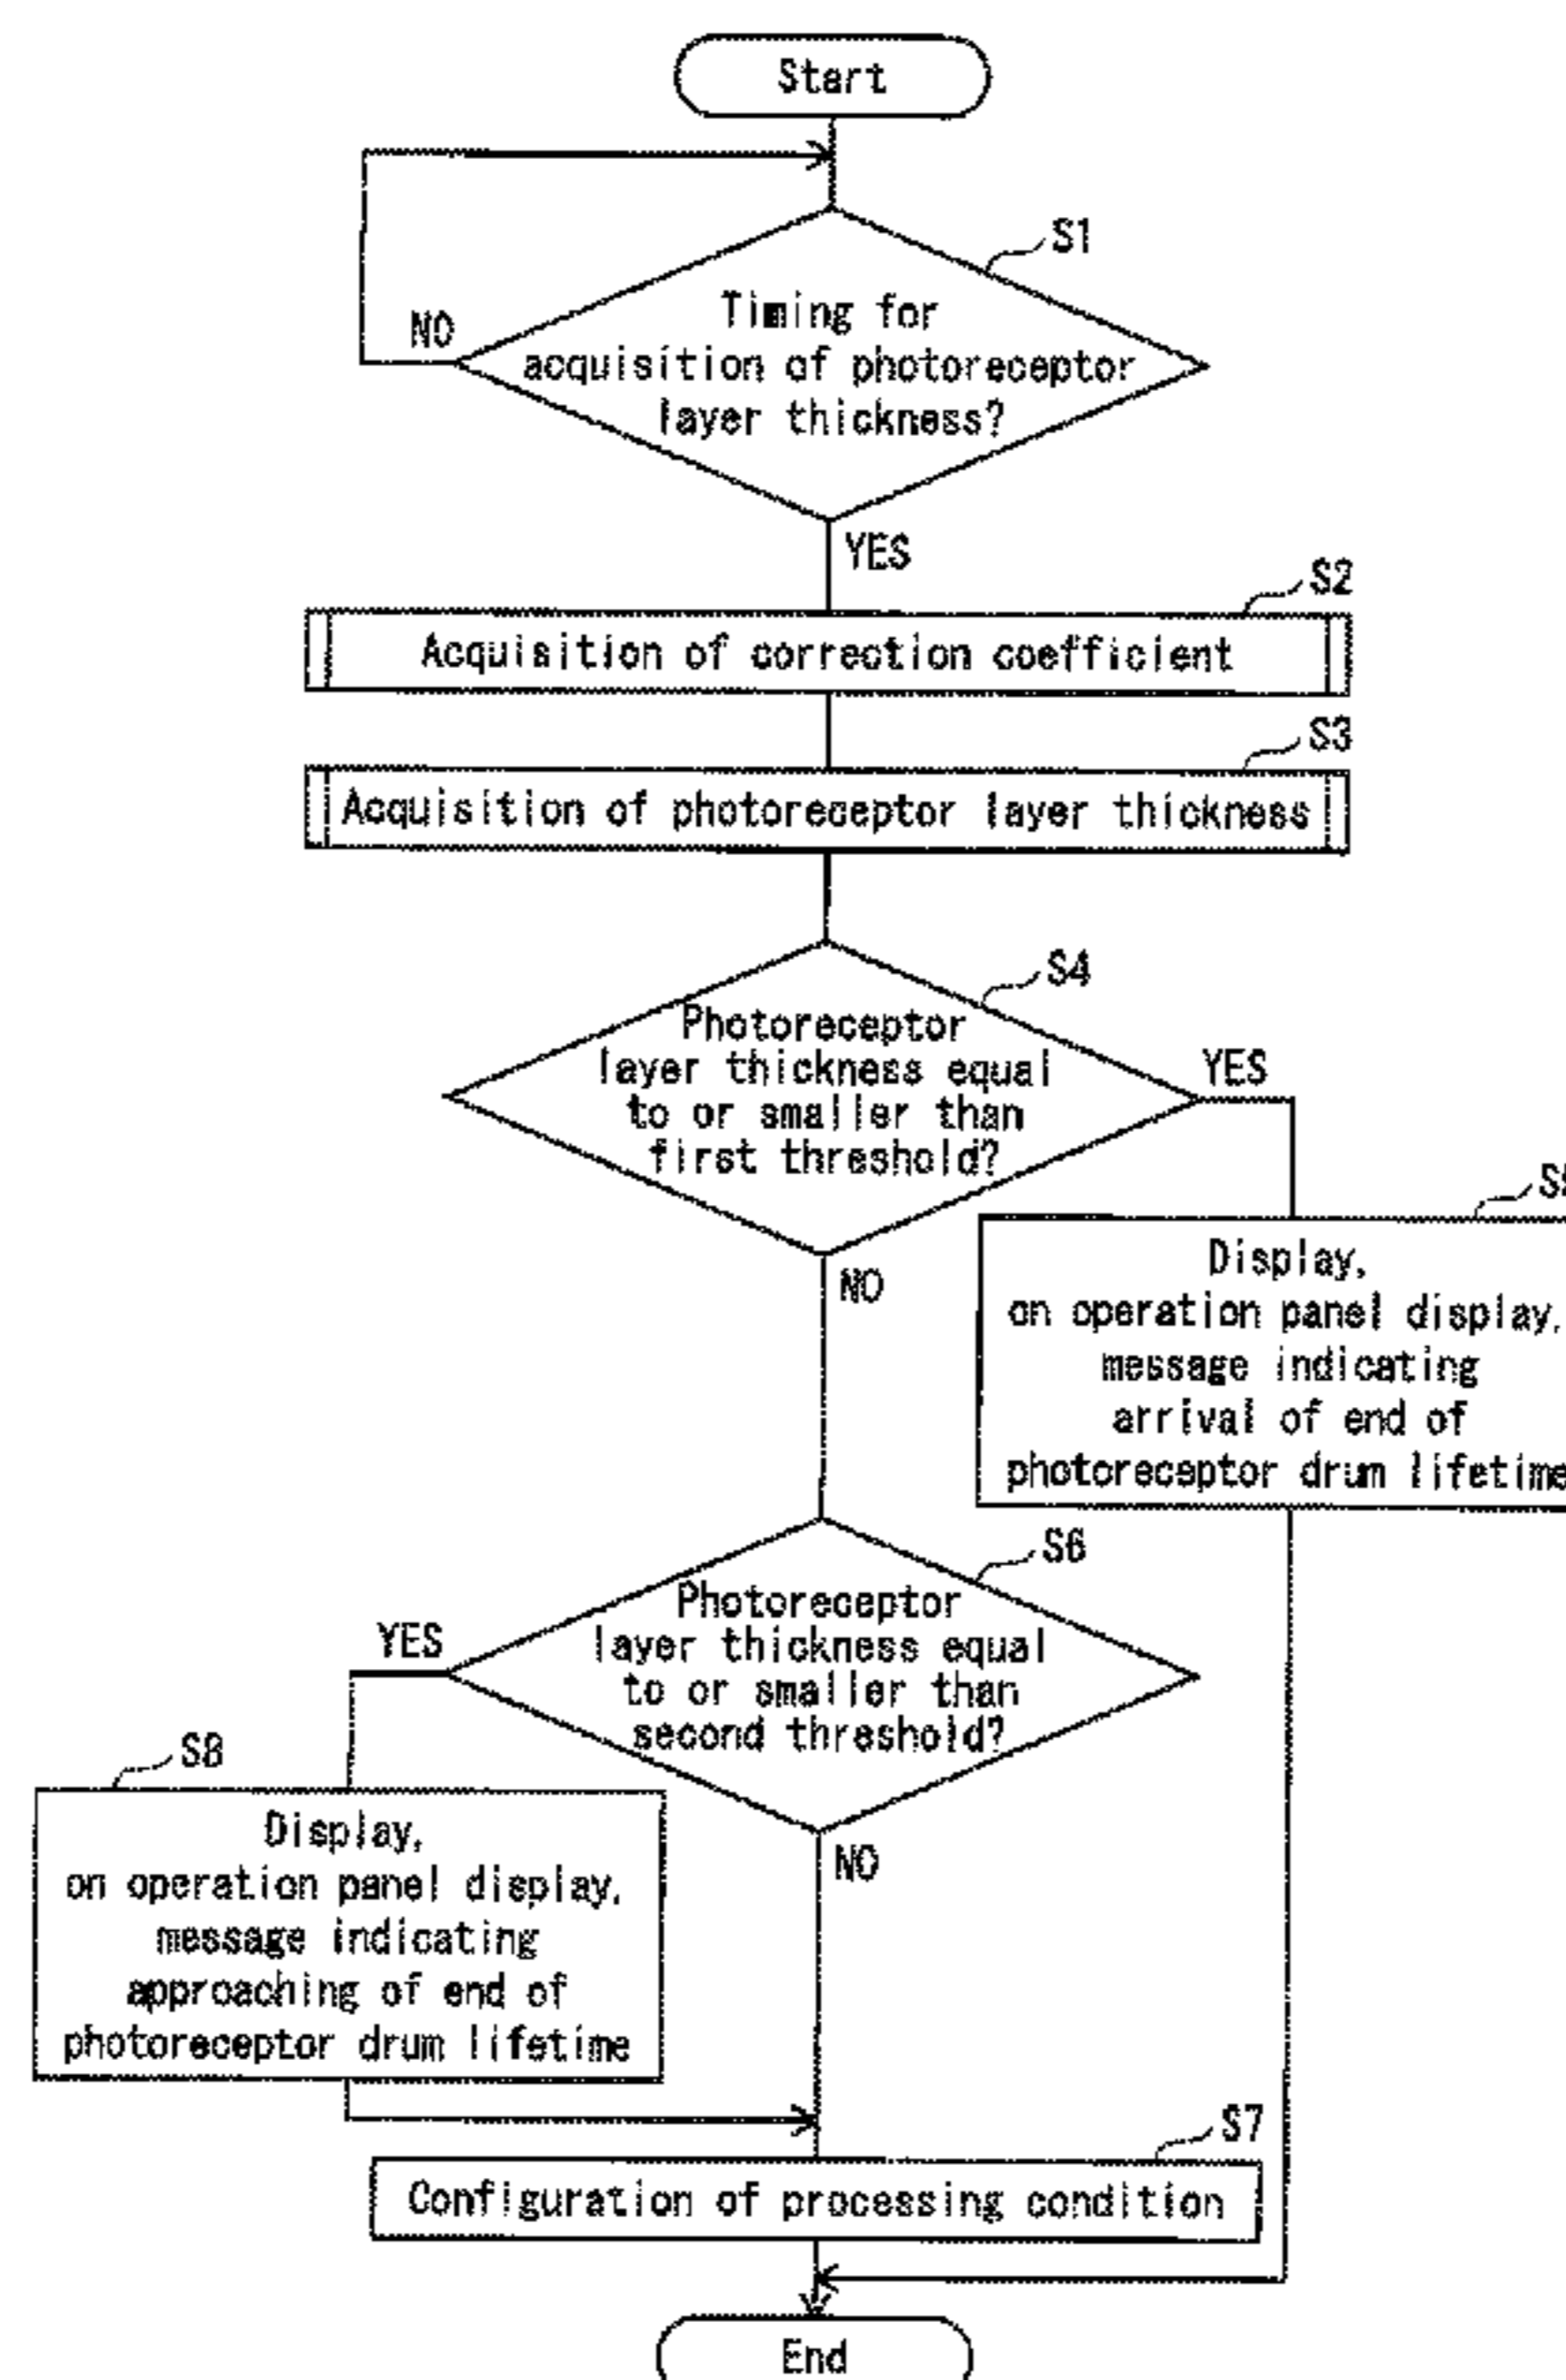 Start
S1
Timing for
acquisition of photoreceptor
layer thickness?
NO
YES
S2
Acquisition of correction coefficient
S3
Acquisition of photoreceptor layer thickness
S4
Photoreceptor
layer thickness equal
to or smaller than
first threshold?
YES
NO
Display,
on operation panel display,
message indicating
arrival of end of
photoreceptor drum lifetime
S6
Photoreceptor
layer thickness equal
to or smaller than
second threshold?
YES
NO
S8
Display,
on operation panel display,
message indicating
approaching of end of
photoreceptor drum lifetime
S7
Configuration of processing condition
End